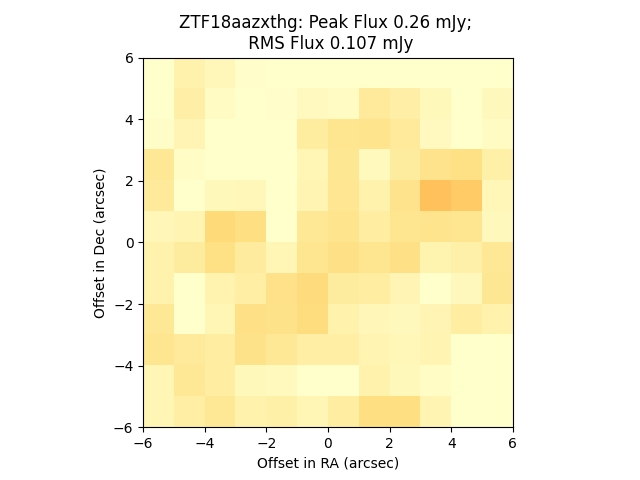 ZTF18aazxthg: Peak Flux 0.26 mJy;
RMS Flux 0.107 mJy
6
4
2
0
−2
−4
−6
Offset in Dec (arcsec)
−6 −4 −2 0 2 4 6
Offset in RA (arcsec)